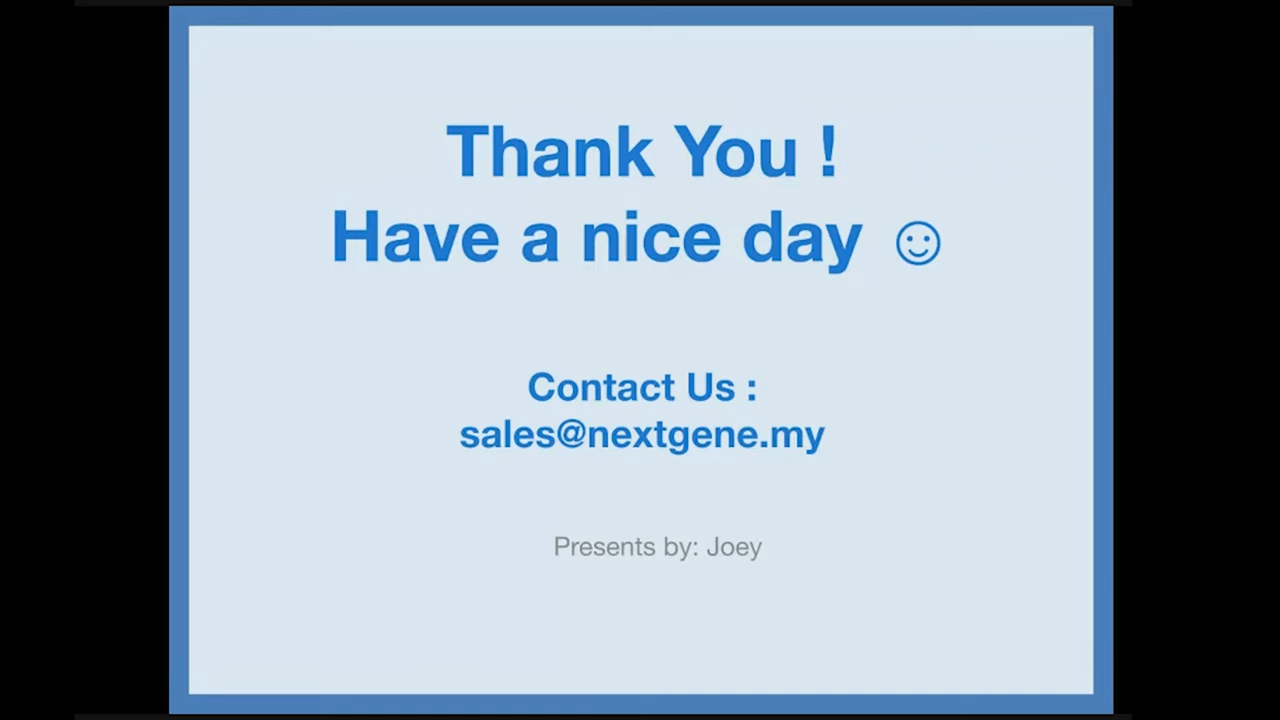 Thank You !
Have a nice day ☺
Contact Us :
sales@nextgene.my
Presents by: Joey